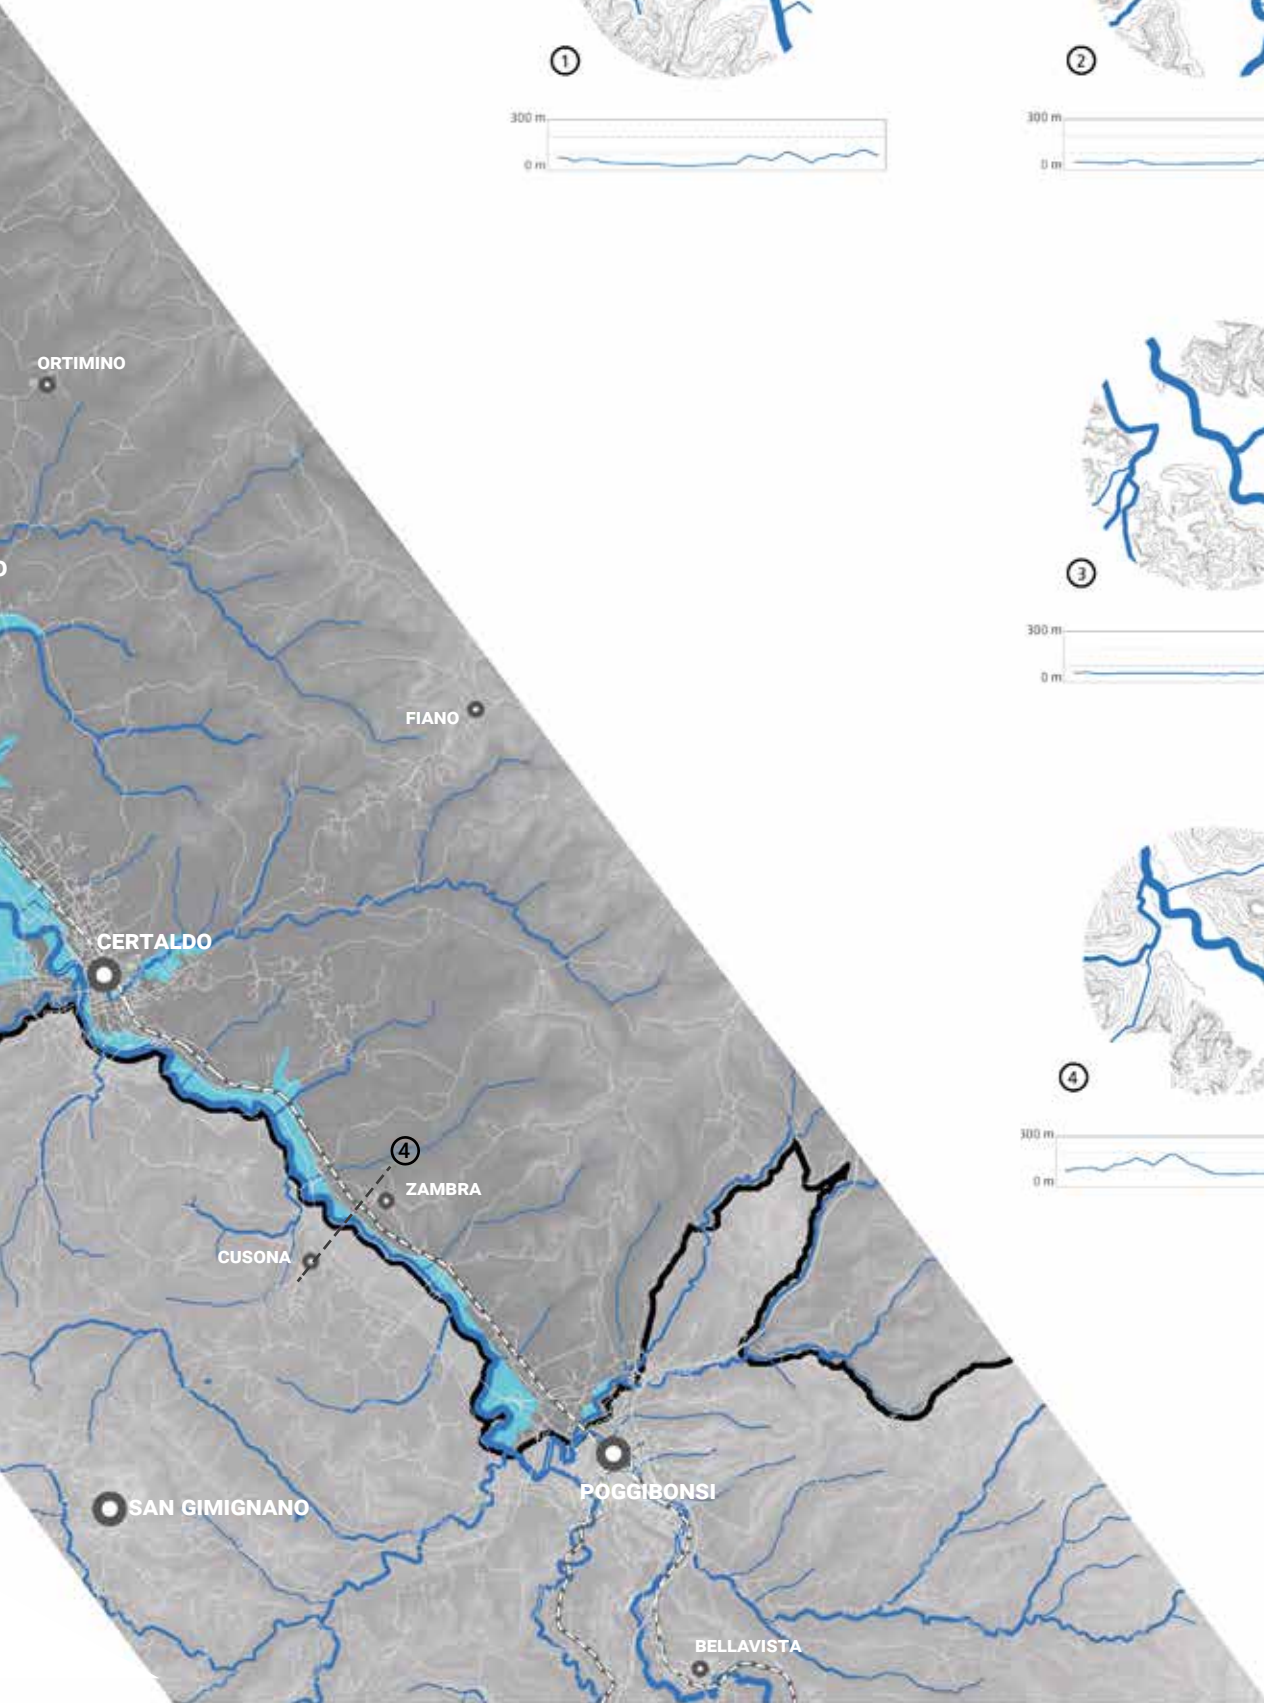 1
2
300 m
0 m
300 m
0 m
ORTIMINO
3
300 m
0 m
FIANO
CERTALDO
4
300 m
0 m
4
ZAMBRA
CUSONA
POGGIBONSI
SAN GIMIGNANO
BELLAVISTA